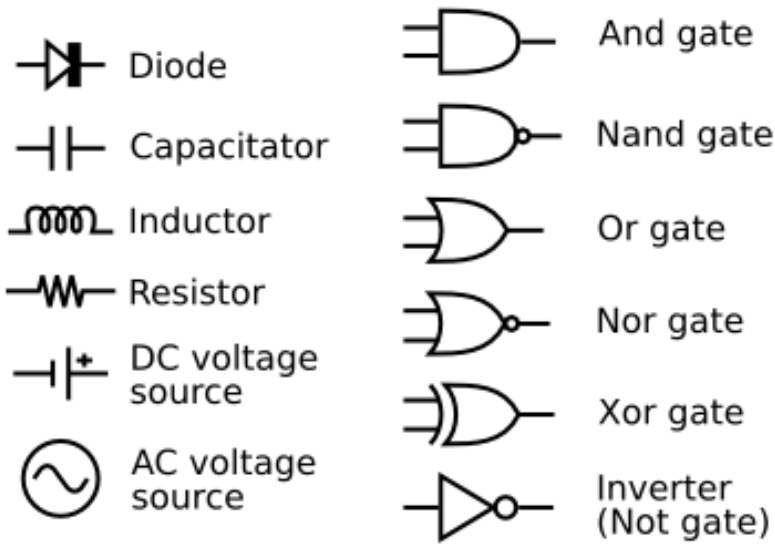 Diode
Capacitator
Inductor
Resistor
+
DC voltage
source
AC voltage
source
And gate
Nand gate
Or gate
Nor gate
Xor gate
Inverter
(Not gate)